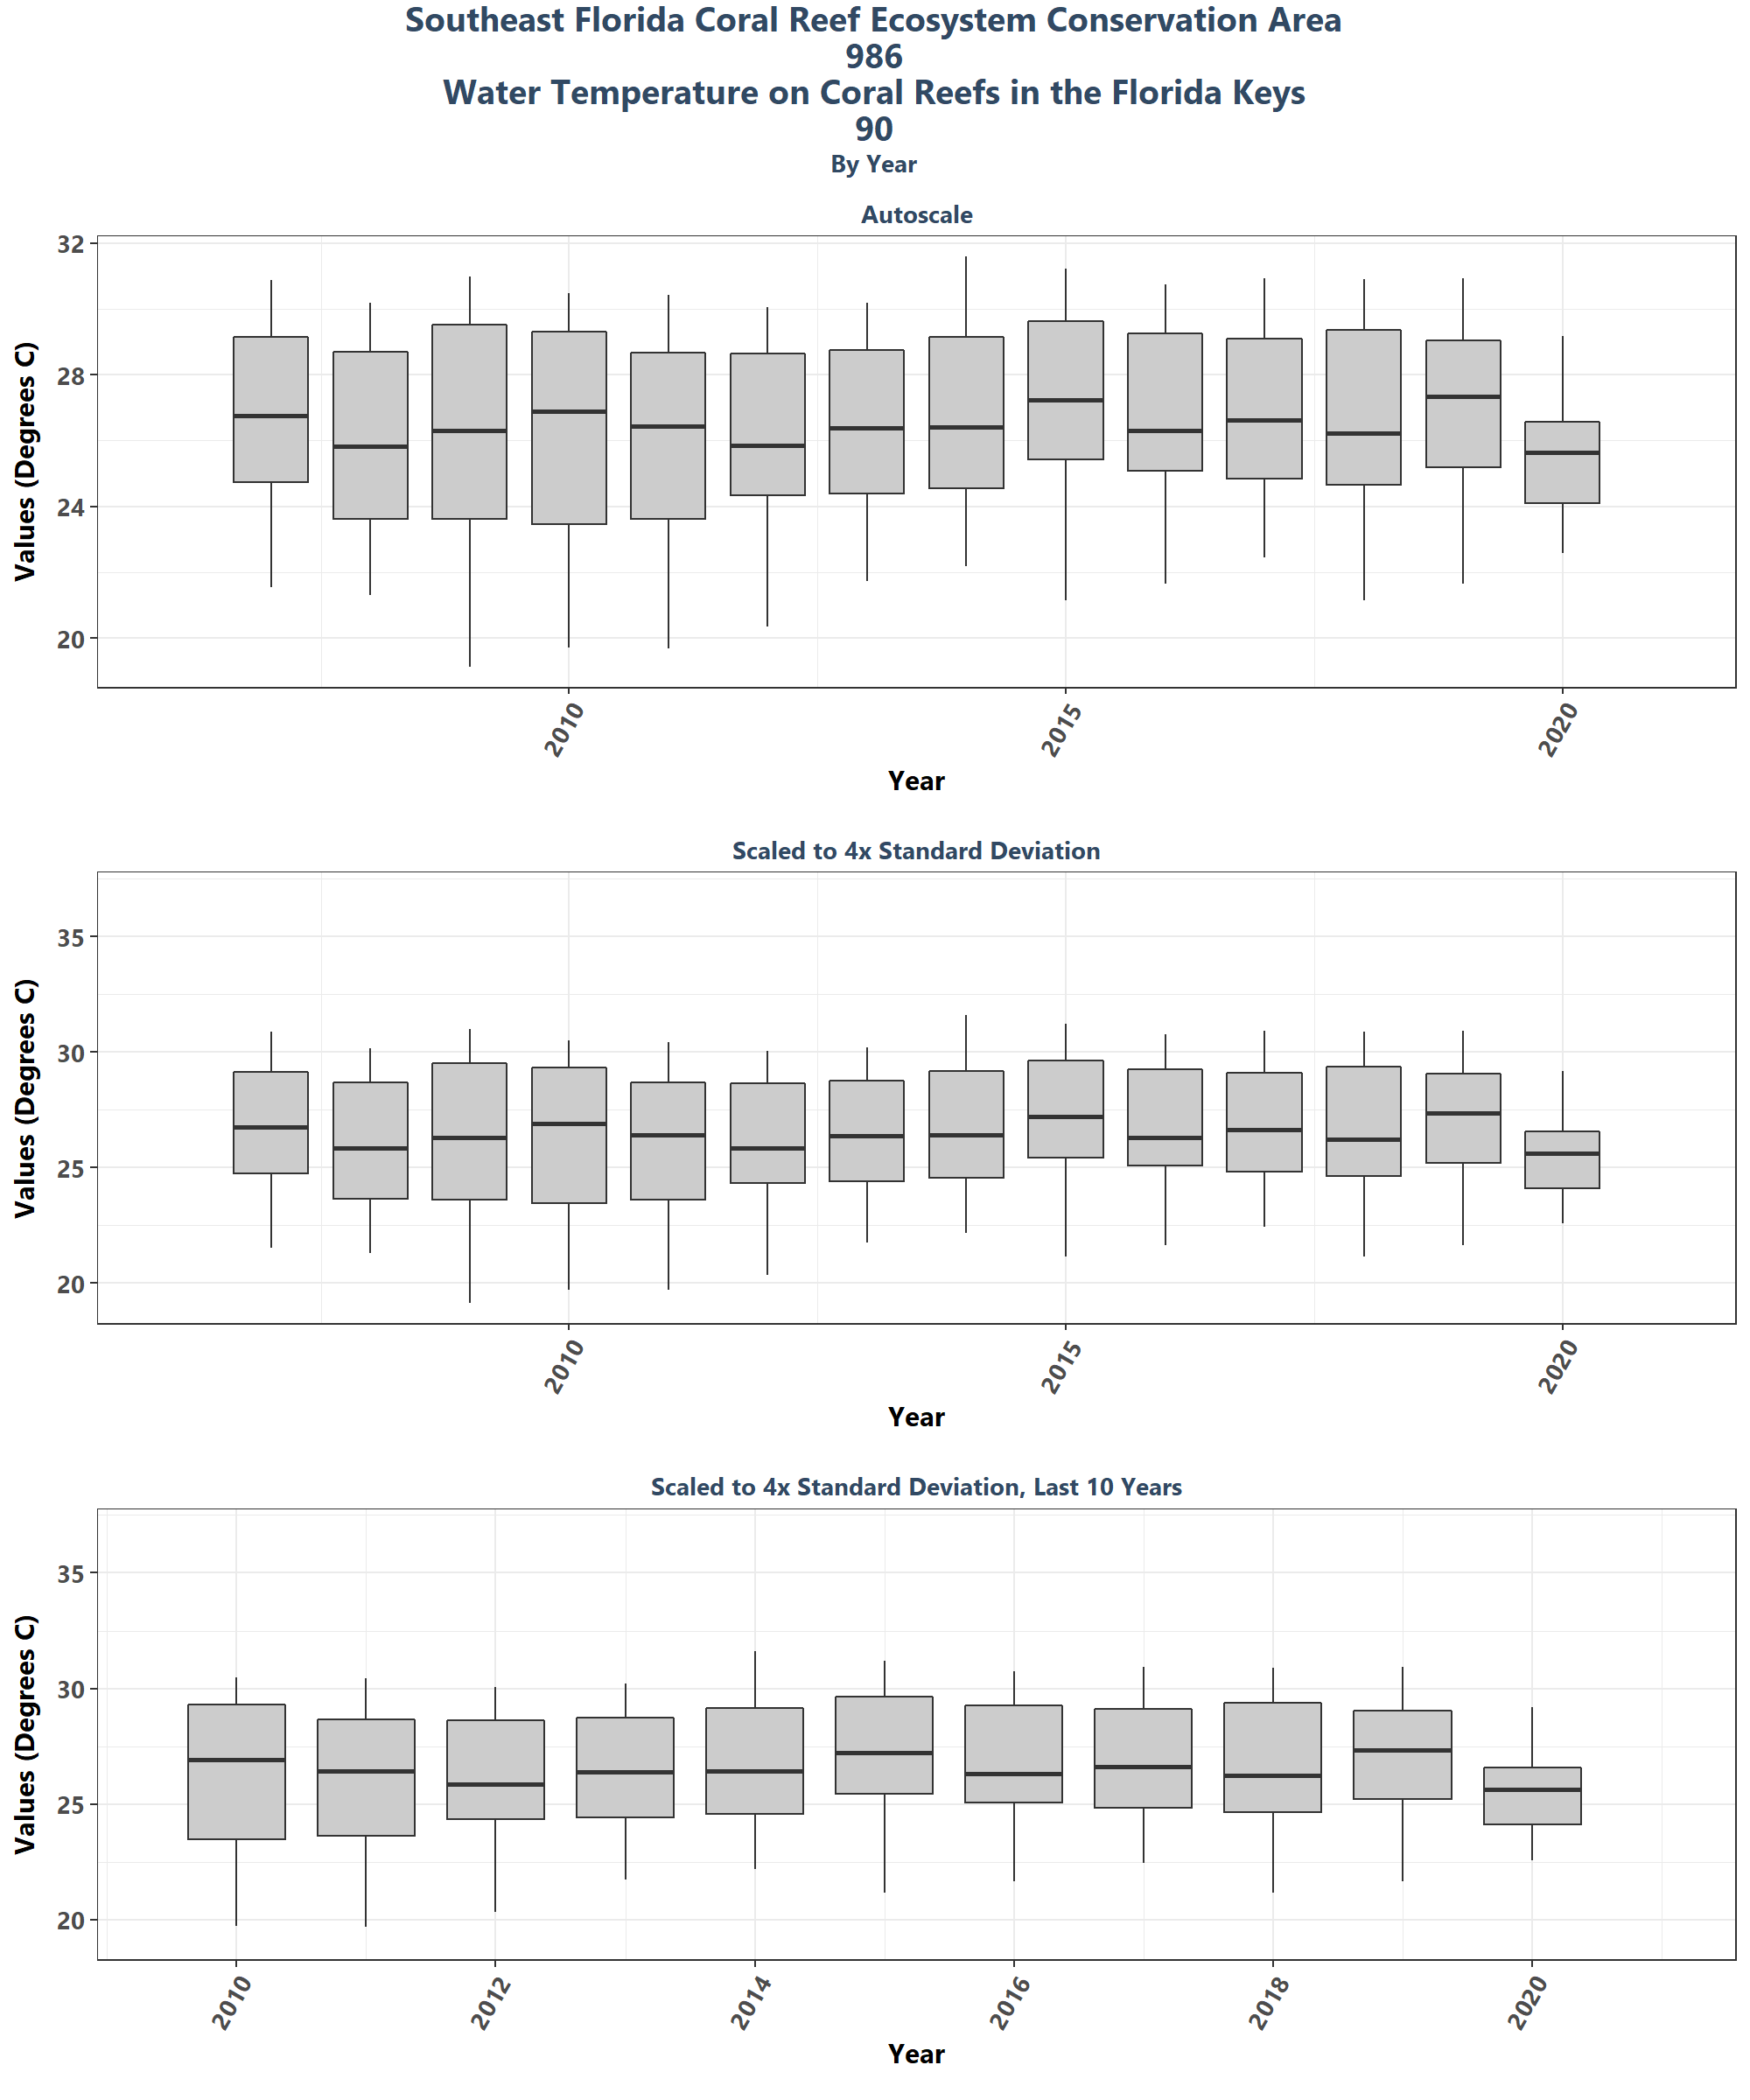 Southeast Florida Coral Reef Ecosystem Conservation Area
986
Water Temperature on Coral Reefs in the Florida Keys
90
By Year
Autoscale
Values (Degrees C)
32
28
24
20
2010
2015
2020
Year
Scaled to 4x Standard Deviation
Values (Degrees C)
35
30
25
20
2010
2015
2020
Year
Scaled to 4x Standard Deviation, Last 10 Years
Values (Degrees C)
35
30
25
20
2010
2012
2014
2016
2018
2020
Year